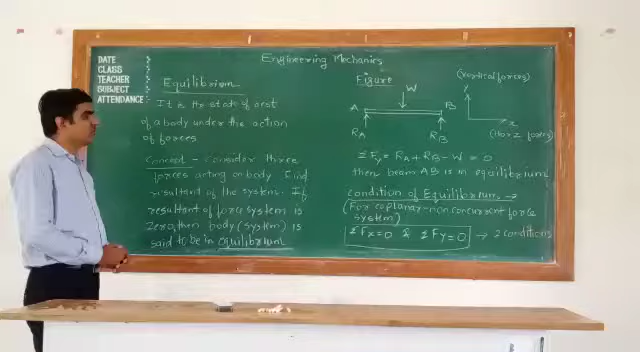 Engineering Mechanics
DATE :
CLASS :
TEACHER :
SUBJECT :
ATTENDANCE :
Equilibrium
It is the state of rest
of a body under the action
of forces
Concept - Consider three
forces acting on body. Find
resultant of the system. If
resultant of force system is
Zero, then body (system) is
said to be in equilibrium
Figure
W
A
B
RA
RB
(Vertical forces)
Y
x
(Horz forces)
ΣFy = RA + RB - W = 0
then beam AB is in equilibrium
Condition of Equilibrium →
(For coplanar non concurrent force
system)
ΣFx=0 & ΣFy=0 → 2 conditions